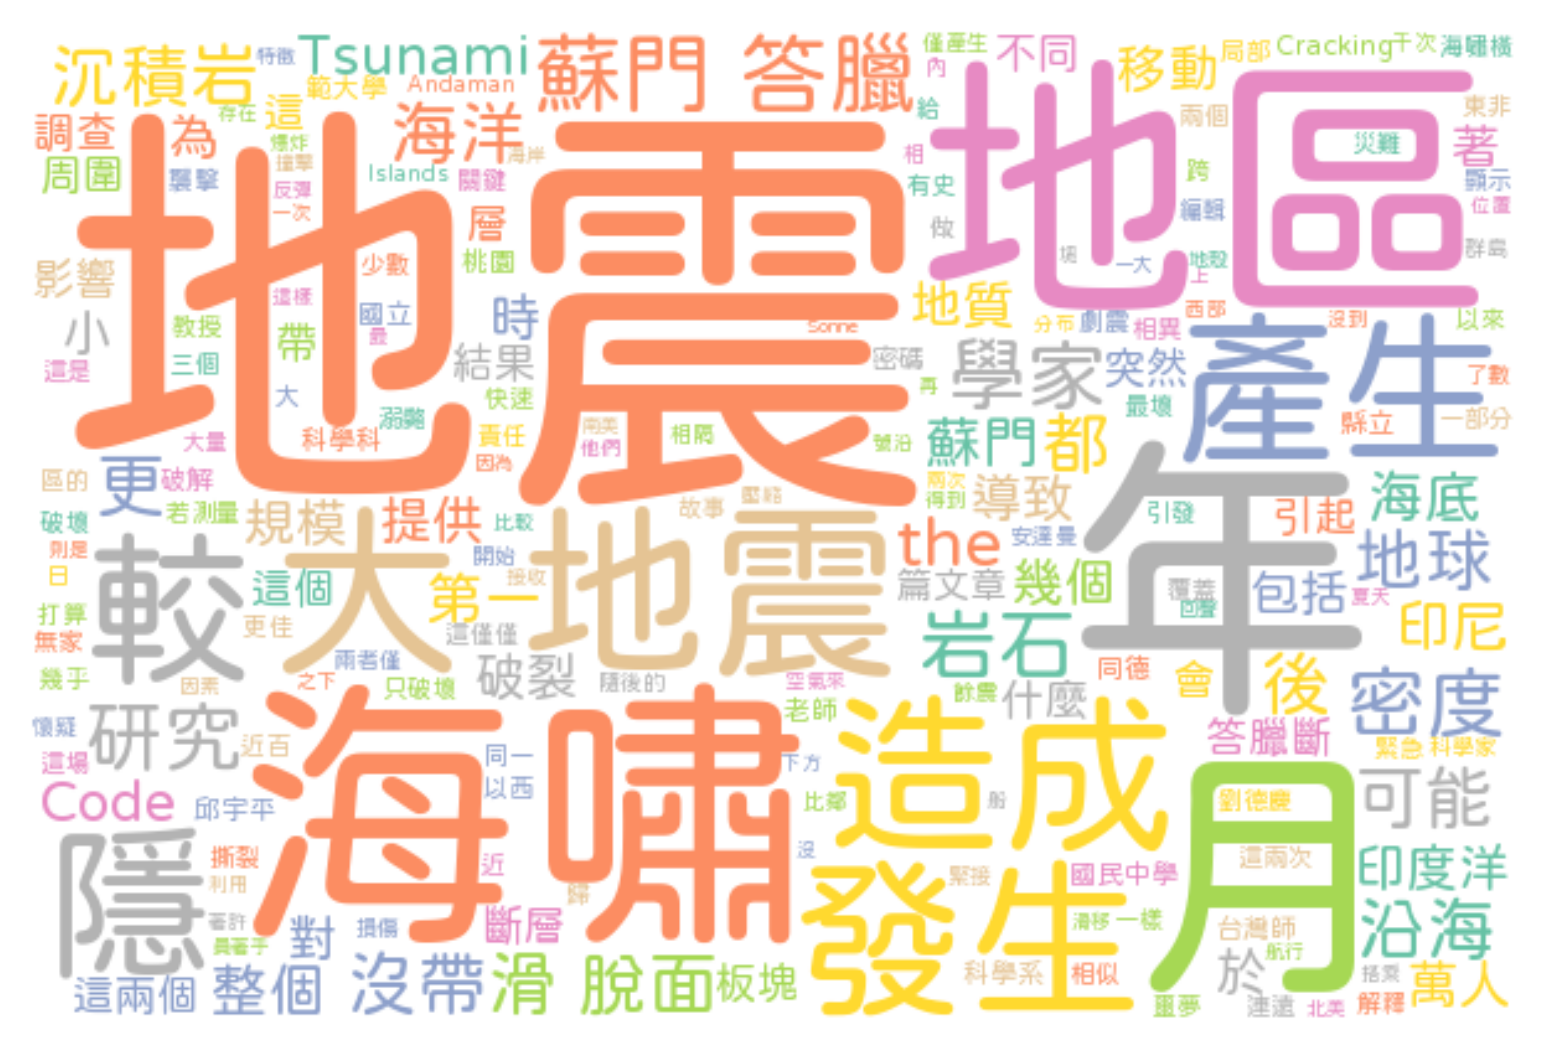 沉積岩
特徵
Tsunami
蘇門 答臘
僅產生
內
不同
移動
局部
Cracking
干次
海嘯橫
範大學
Andaman
存在
這
調查
為
海洋
海岸
給
兩個
災難
東非
著
爆炸
撞擊
周圍
襲擊
Islands
關鍵
相
有史
跨
顯示
反彈
一次
位置
編輯
地震
地區
層
做
群島
影響
少數
桃園
塊
一大
地殼
上
這樣
小
教授
國立
最
時
地質
分布
劇震
相異
西部
沒到
以來
Sonne
帶
這是
三個
結果
密碼
學家
突然
產生
了數
大
快速
再
最壞
溺斃
大量
科學科
責任
南美
他們
相隔
號沿
蘇門
都
縣立
一部分
因為
區的
更
破解
壓縮
兩次
得到
導致
年
海底
破壞
若測量
規模
提供
比較
故事
引發
引起
則是
日
開始
the
安達曼
地球
較
這個
大地震
第一
接收
篇文章
幾個
覆蓋
回聲
包括
夏天
打算
無家
更佳
這僅僅
岩石
印尼
幾乎
兩者僅
破裂
隨後的
空氣來
同德
因素
之下
只破壞
老師
餘震
什麼
會
後
密度
懷疑
研究
近百
海嘯
造成
答臘斷
緊急
科學家
這場
同一
下方
月
可能
Code
邱宇平
以西
比鄰
船
劉德慶
隱
撕裂
利用
近
沒
發生
緊接
國民中學
這兩次
印度洋
歸
著許
員著手
對
損傷
斷層
滑移
一樣
台灣師
航行
沿海
這兩個
整個
沒帶
滑 脫面
板塊
科學系
相似
於
搭乘
萬人
噩夢
連遠
北美
解釋